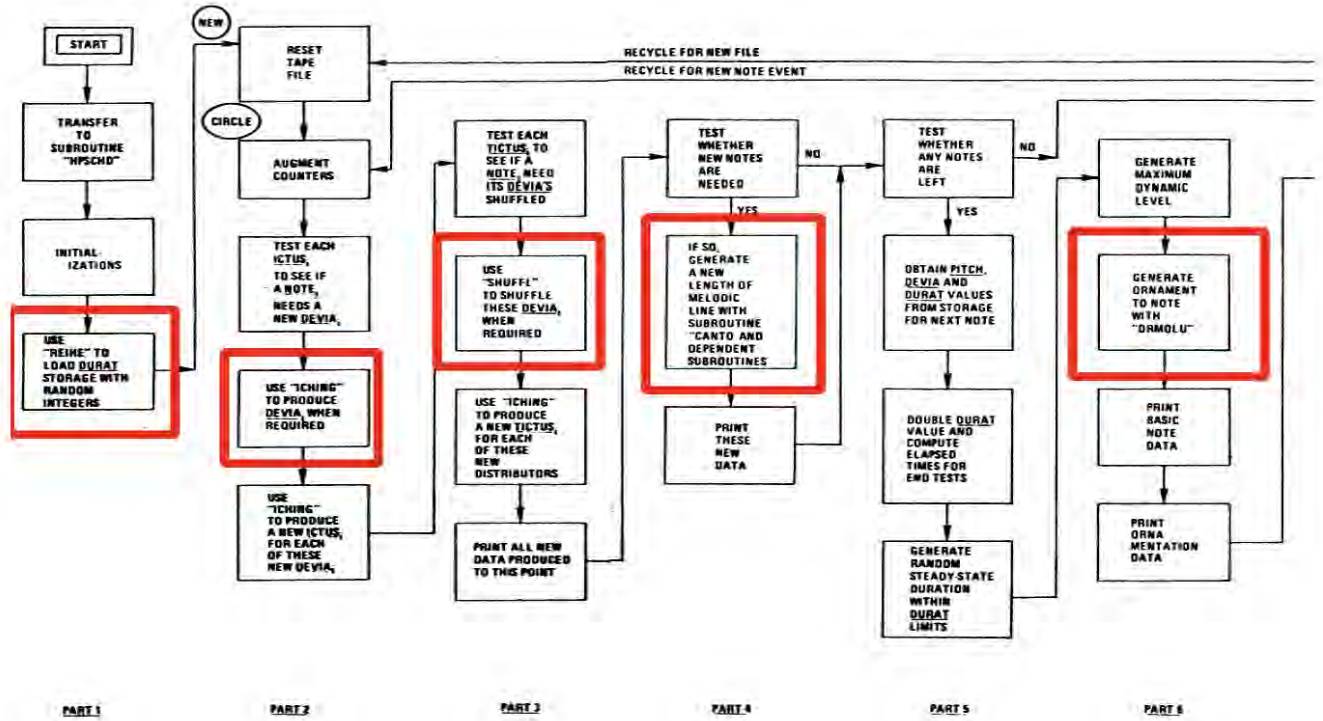 START
TRANSFER
TO
SUBROUTINE
"HPSCHD"
INITIAL-
IZATIONS
USE
"REIHE" TO
LOAD DURAT
STORAGE WITH
RANDOM
INTEGERS
NEW
RESET
TAPE
FILE
CIRCLE
AUGMENT
COUNTERS
TEST EACH
ICTUS,
TO SEE IF
A NOTE,
NEEDS A
NEW DEVIA,
USE "ICHING"
TO PRODUCE
DEVIA, WHEN
REQUIRED
USE
"ICHING"
TO PRODUCE
A NEW ICTUS,
FOR EACH
OF THESE
NEW DEVIA,
RECYCLE FOR NEW FILE
RECYCLE FOR NEW NOTE EVENT
TEST EACH
TICTUS, TO
SEE IF A
NOTE, NEED
ITS DEVIA'S
SHUFFLED
USE
"SHUFFL"
TO SHUFFLE
THESE DEVIA,
WHEN
REQUIRED
USE "ICHING"
TO PRODUCE
A NEW TICTUS,
FOR EACH
OF THESE
NEW
DISTRIBUTORS
PRINT ALL NEW
DATA PRODUCED
TO THIS POINT
TEST
WHETHER
NEW NOTES
ARE
NEEDED
NO
YES
IF SO,
GENERATE
A NEW
LENGTH OF
MELODIC
LINE WITH
SUBROUTINE
"CANTO AND
DEPENDENT
SUBROUTINES
PRINT
THESE
NEW
DATA
TEST
WHETHER
ANY NOTES
ARE
LEFT
NO
YES
OBTAIN PITCH,
DEVIA AND
DURAT VALUES
FROM STORAGE
FOR NEXT NOTE
DOUBLE DURAT
VALUE AND
COMPUTE
ELAPSED
TIMES FOR
END TESTS
GENERATE
RANDOM
STEADY-STATE
DURATION
WITHIN
DURAT
LIMITS
GENERATE
MAXIMUM
DYNAMIC
LEVEL
GENERATE
ORNAMENT
TO NOTE
WITH
"ORMOLU"
PRINT
BASIC
NOTE
DATA
PRINT
ORNA
MENTATION
DATA
PART 1
PART 2
PART 3
PART 4
PART 5
PART 6